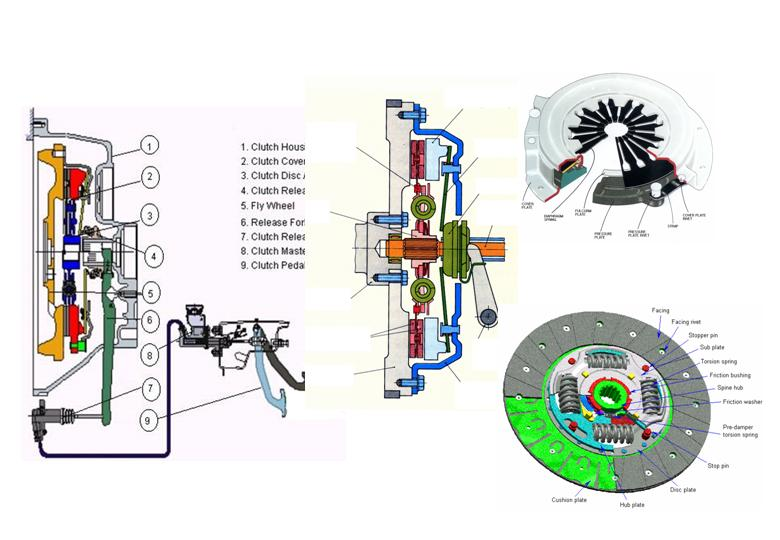 1. Clutch Housi
2. Clutch Cover
3. Clutch Disc
4. Clutch Relea
5. Fly Wheel
6. Release For
7. Clutch Relea
8. Clutch Maste
9. Clutch Peda
1
2
3
4
5
6
7
8
9
COVER
PLATE
DIAPHRAGM
SPRING
FULCRUM
PLATE
PRESSURE
PLATE
PRESSURE
PLATE
STRAP
COVER PLATE
Facing
Facing rivet
Stopper pin
Sub plate
Torsion spring
Friction bushing
Spine hub
Friction washer
Pre-damper
torsion spring
Stop pin
Disc plate
Hub plate
Cushion plate